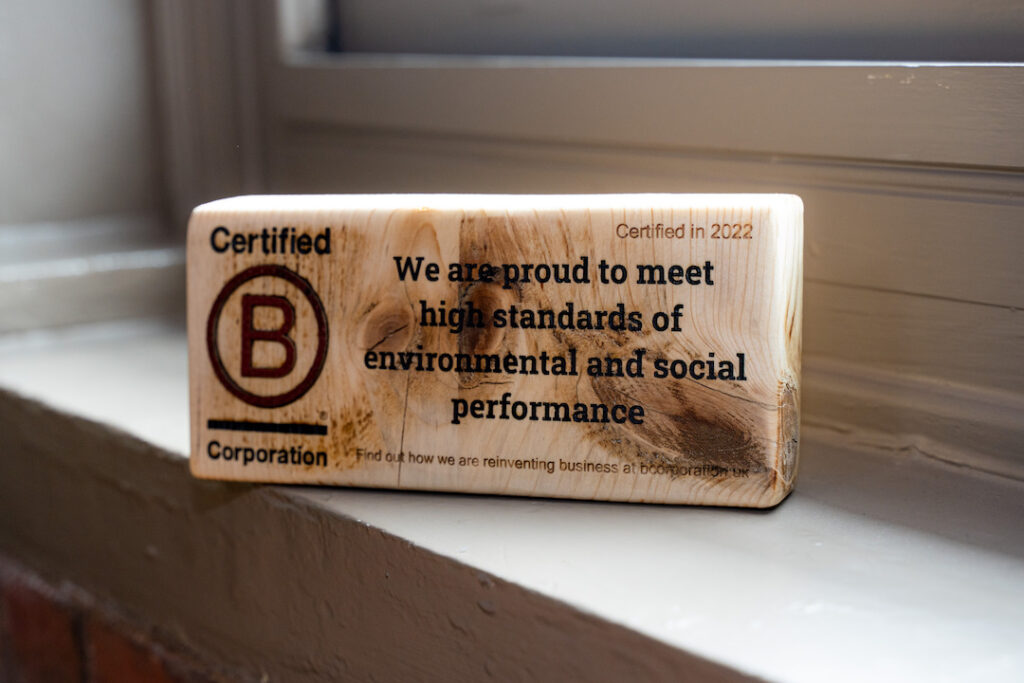 Certified
B
®
Corporation
Certified in 2022
We are proud to meet
high standards of
environmental and social
performance
Find out how we are reinventing business at bcorporation.uk